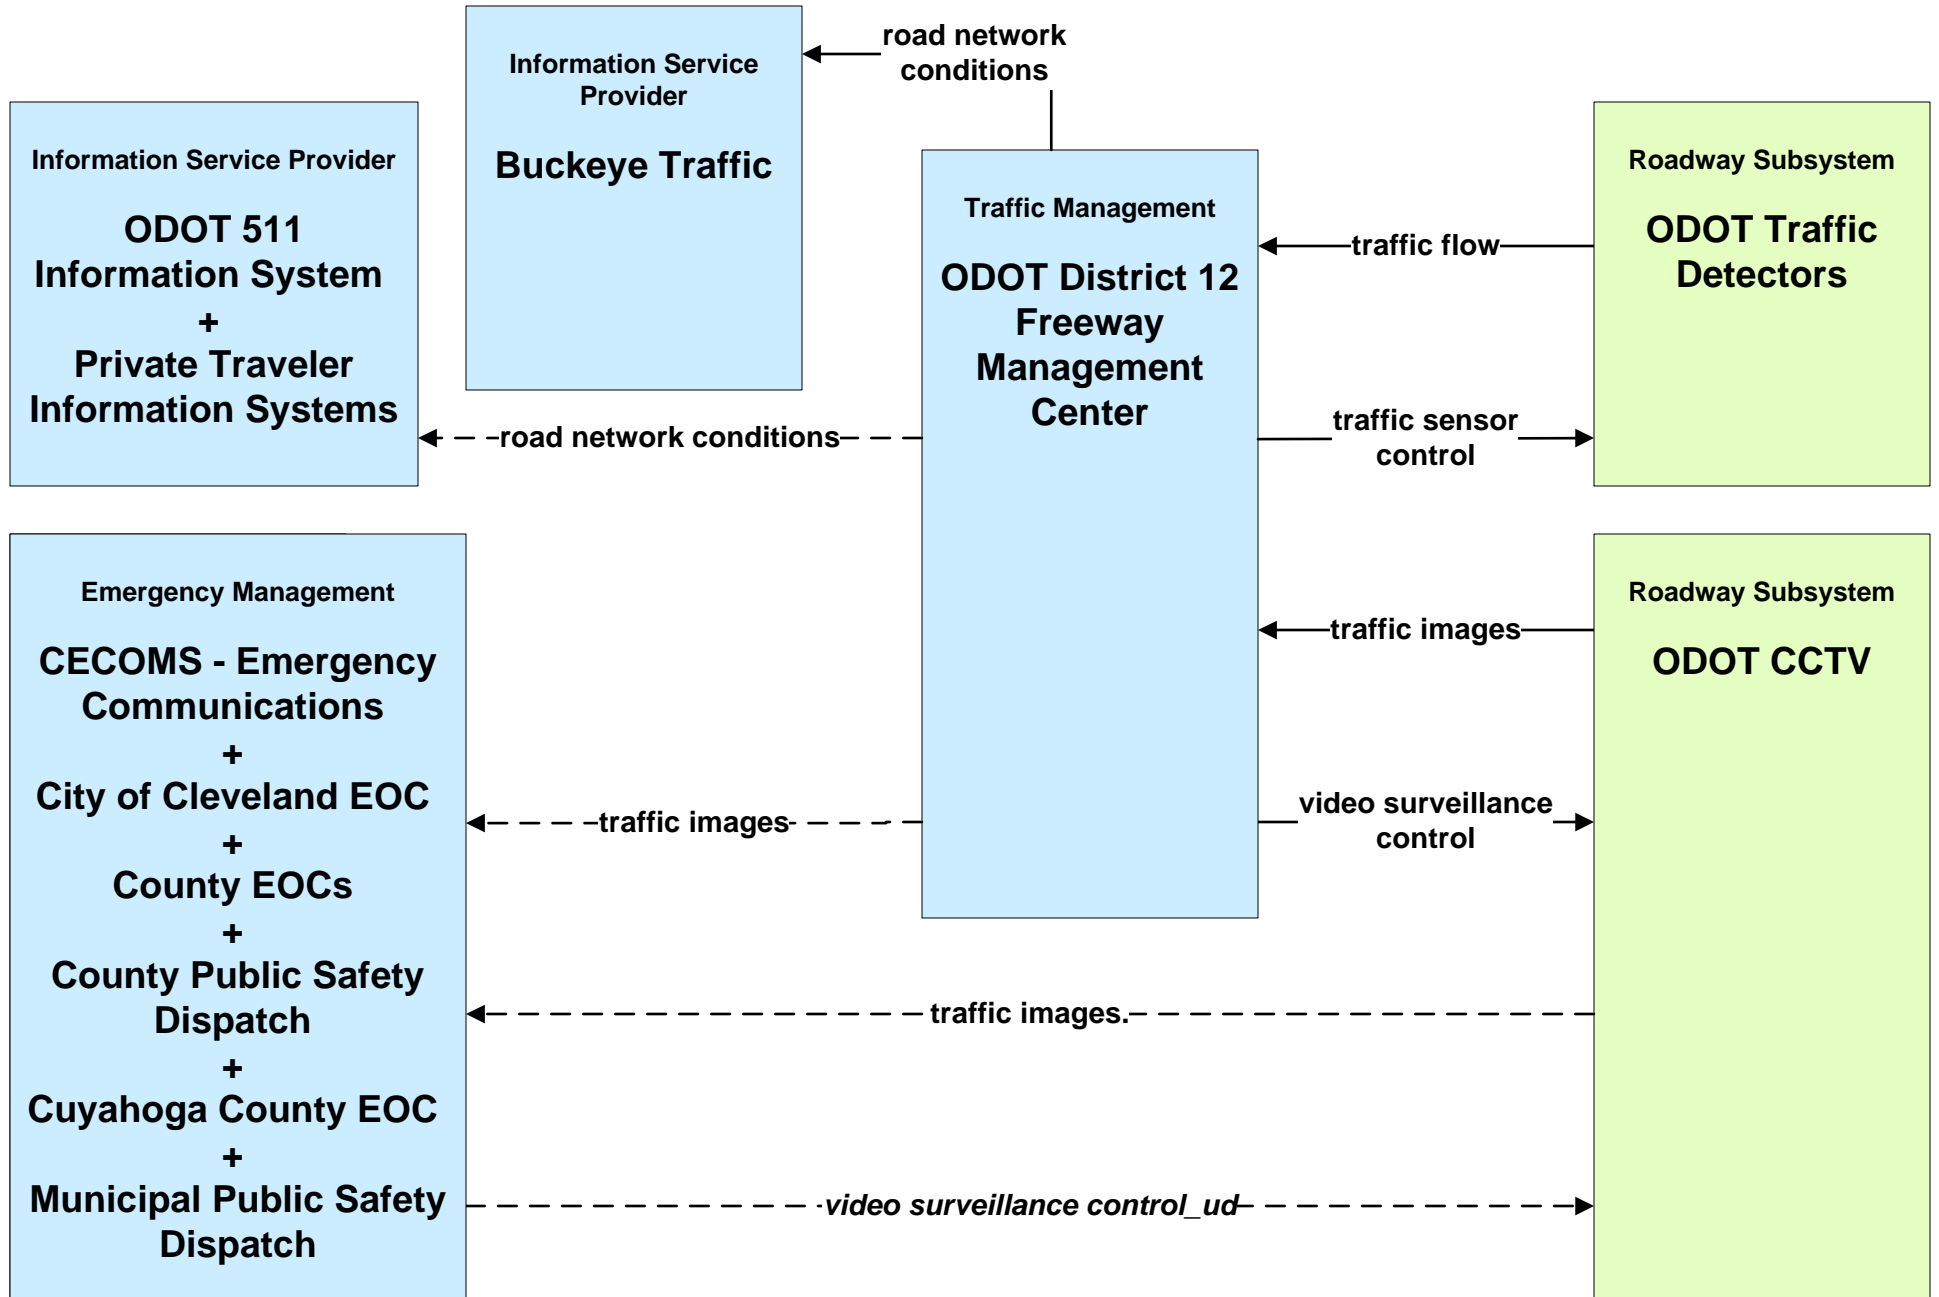 road network
conditions
Information Service
Provider
Buckeye Traffic
Information Service Provider
ODOT 511
Information System
+
Private Traveler
Information Systems
Traffic Management
ODOT District 12
Freeway
Management
Center
Roadway Subsystem
ODOT Traffic
Detectors
traffic flow
traffic sensor
control
road network conditions
Emergency Management
CECOMS - Emergency
Communications
+
City of Cleveland EOC
+
County EOCs
+
County Public Safety
Dispatch
+
Cuyahoga County EOC
+
Municipal Public Safety
Dispatch
Roadway Subsystem
ODOT CCTV
traffic images
video surveillance
control
traffic images
traffic images.
video surveillance control_ud